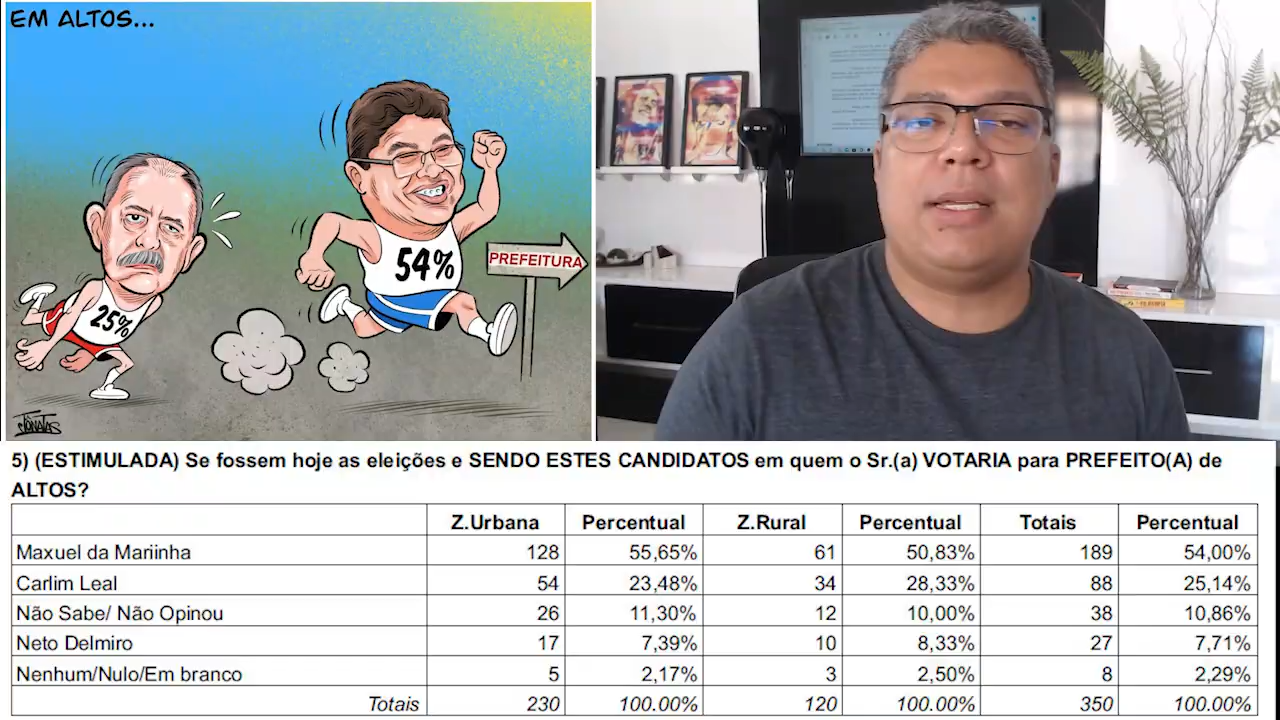 EM ALTOS...
54%
PREFEITURA
25%
JÔNATAS
5) (ESTIMULADA) Se fossem hoje as eleições e SENDO ESTES CANDIDATOS em quem o Sr.(a) VOTARIA para PREFEITO(A) de
ALTOS?
Z.Urbana Percentual Z.Rural Percentual Totais Percentual
Maxuel da Mariinha 128 55,65% 61 50,83% 189 54,00%
Carlim Leal 54 23,48% 34 28,33% 88 25,14%
Não Sabe/ Não Opinou 26 11,30% 12 10,00% 38 10,86%
Neto Delmiro 17 7,39% 10 8,33% 27 7,71%
Nenhum/Nulo/Em branco 5 2,17% 3 2,50% 8 2,29%
Totais 230 100.00% 120 100.00% 350 100.00%